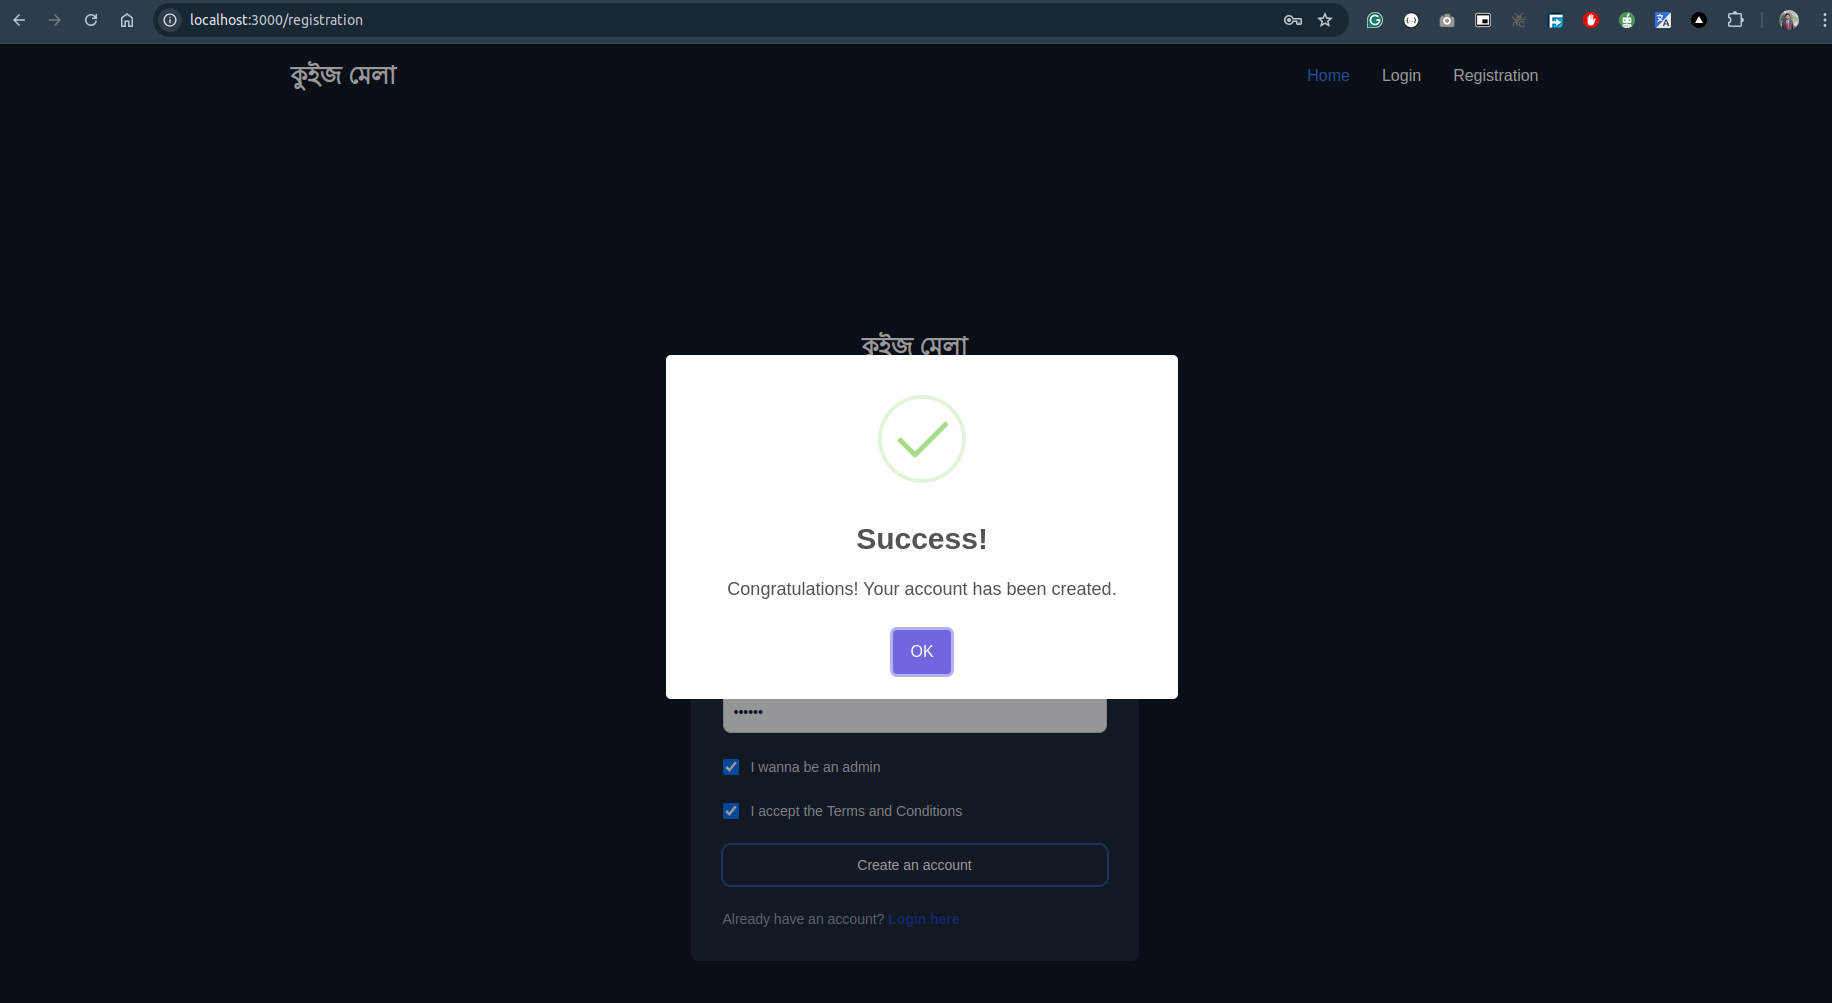 localhost:3000/registration
কুইজ মেলা
Home Login Registration
কুইজ মেলা
Success!
Congratulations! Your account has been created.
OK
••••••
I wanna be an admin
I accept the Terms and Conditions
Create an account
Already have an account? Login here